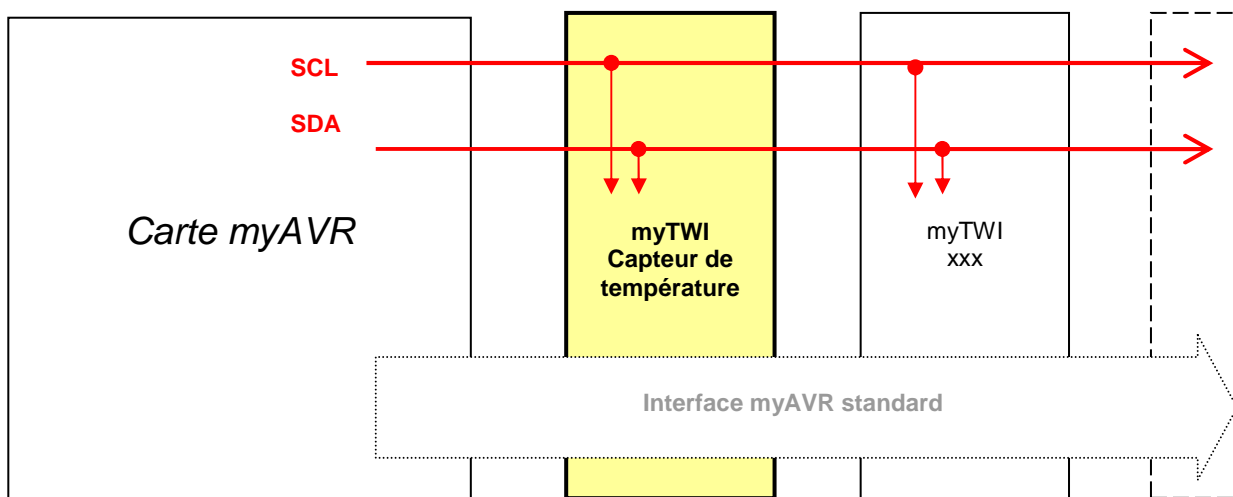 SCL
SDA
Carte myAVR
myTWI
Capteur de
température
myTWI
xxx
Interface myAVR standard